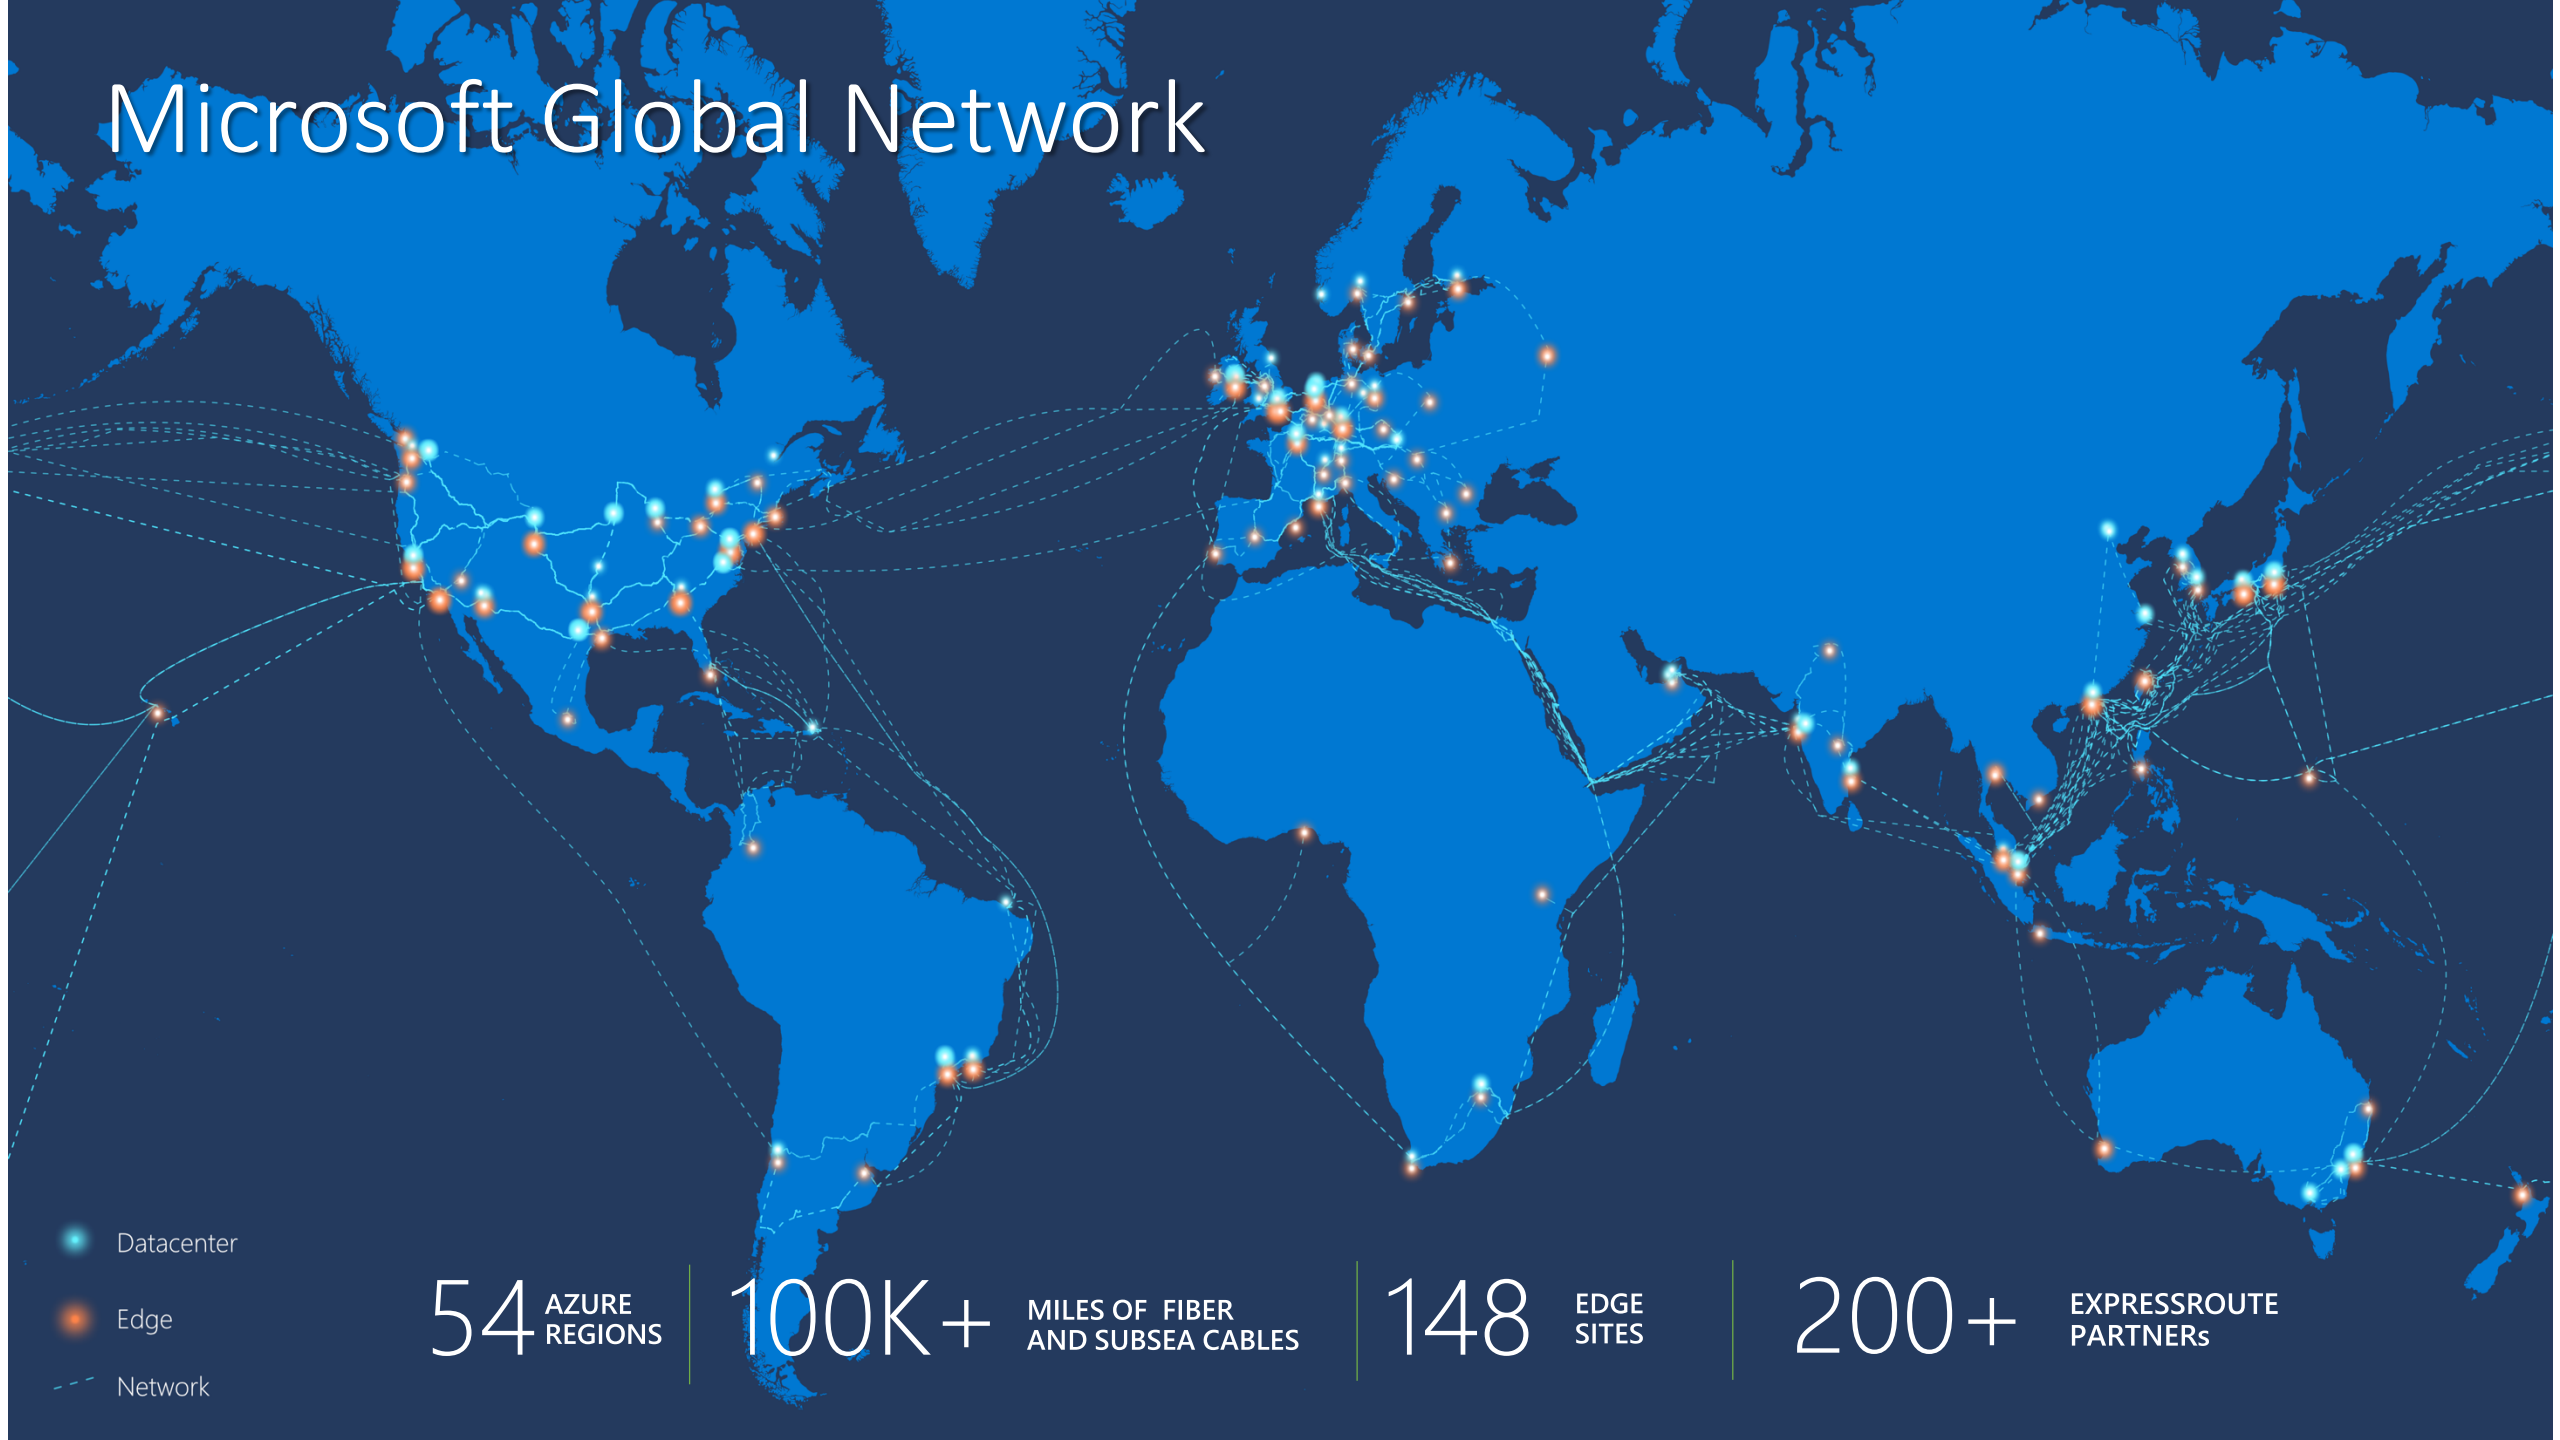 Microsoft Global Network
Datacenter
Edge
Network
54
AZURE
REGIONS
100K+
MILES OF FIBER
AND SUBSEA CABLES
148
EDGE
SITES
200+
EXPRESSROUTE
PARTNERs